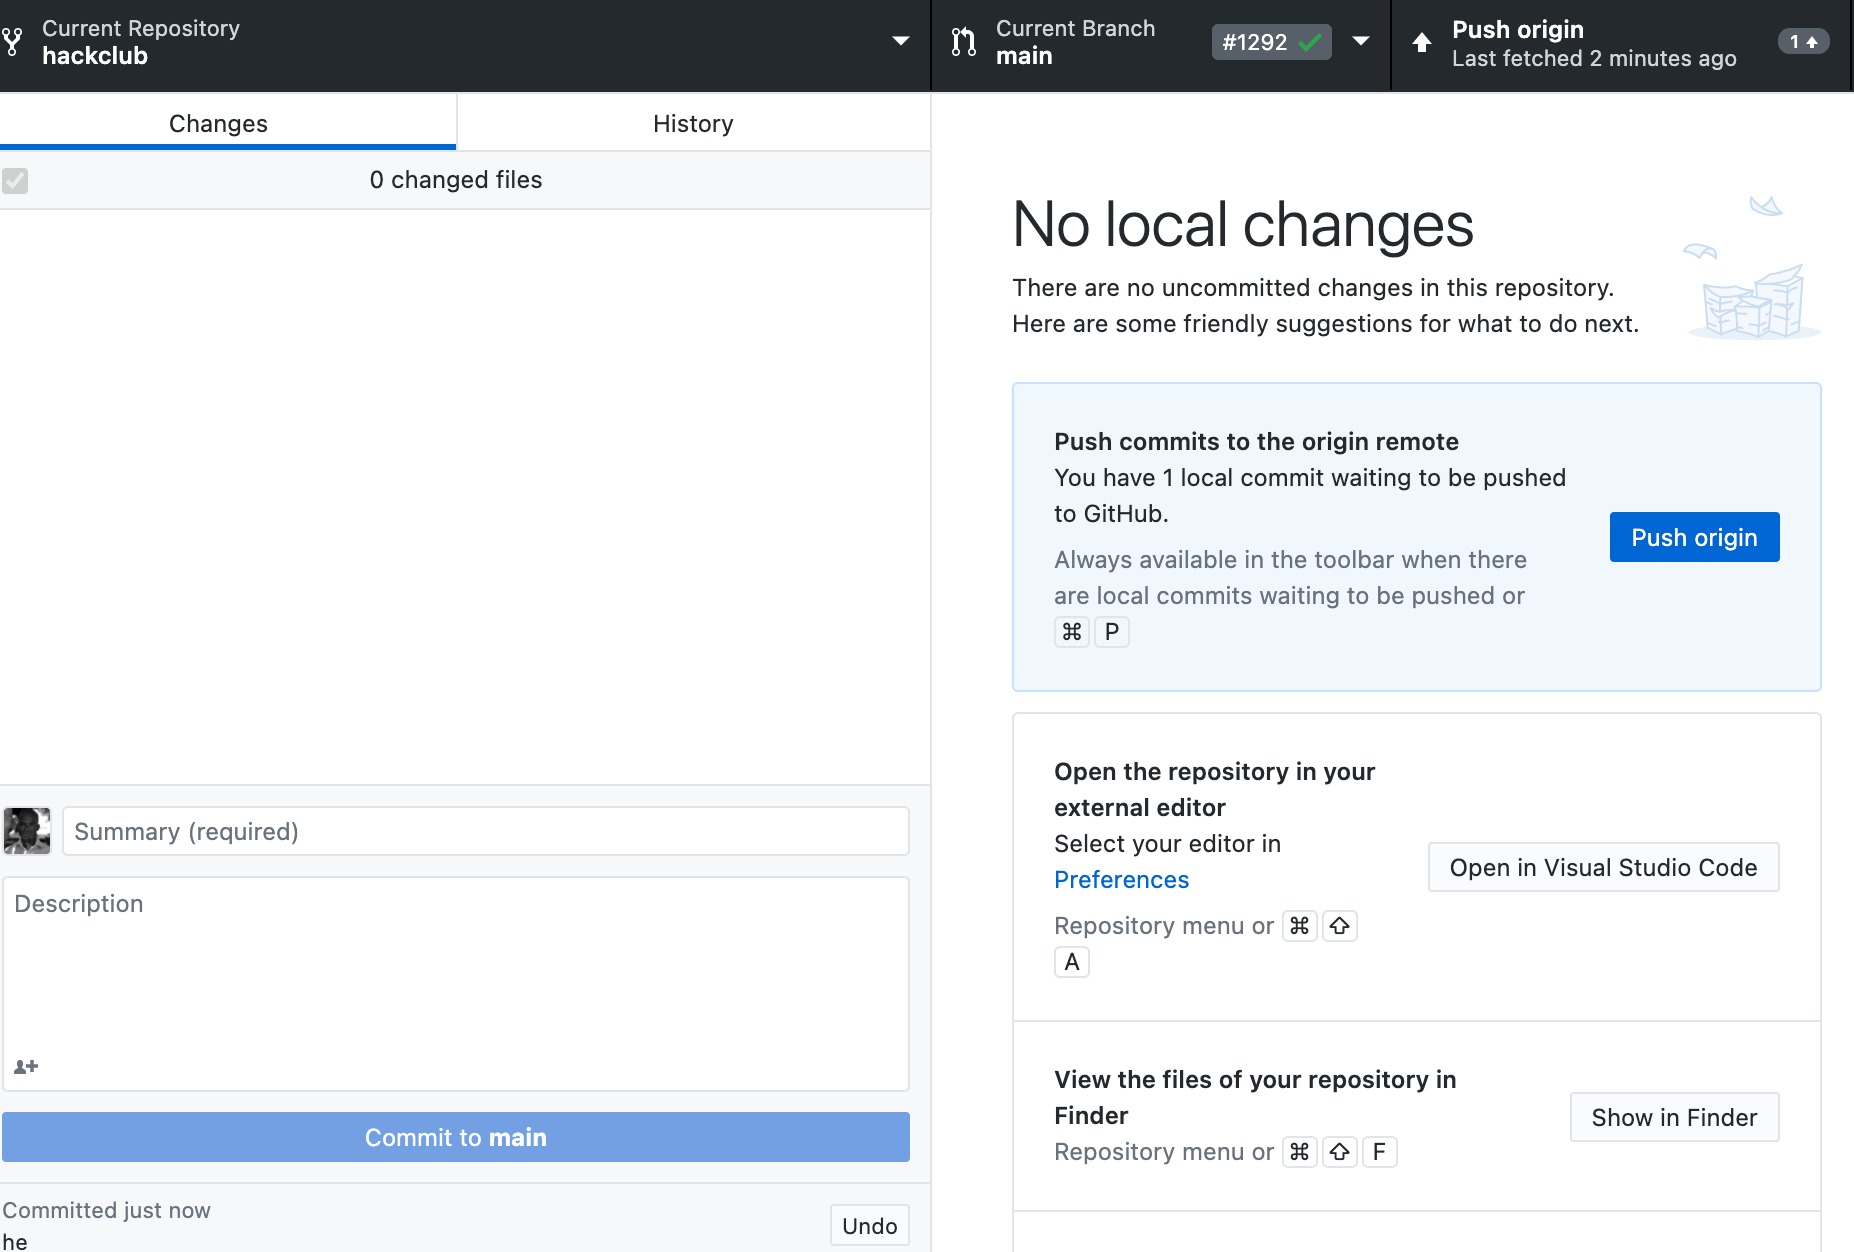 Current Repository
hackclub
Current Branch
main
#1292
Push origin
Last fetched 2 minutes ago
1
Changes
History
0 changed files
No local changes
There are no uncommitted changes in this repository.
Here are some friendly suggestions for what to do next.
Push commits to the origin remote
You have 1 local commit waiting to be pushed
to GitHub.
Always available in the toolbar when there
are local commits waiting to be pushed or
⌘ P
Push origin
Open the repository in your
external editor
Select your editor in
Preferences
Repository menu or ⌘ ⇧
A
Open in Visual Studio Code
View the files of your repository in
Finder
Repository menu or ⌘ ⇧ F
Show in Finder
Summary (required)
Description
Commit to main
Committed just now
he
Undo